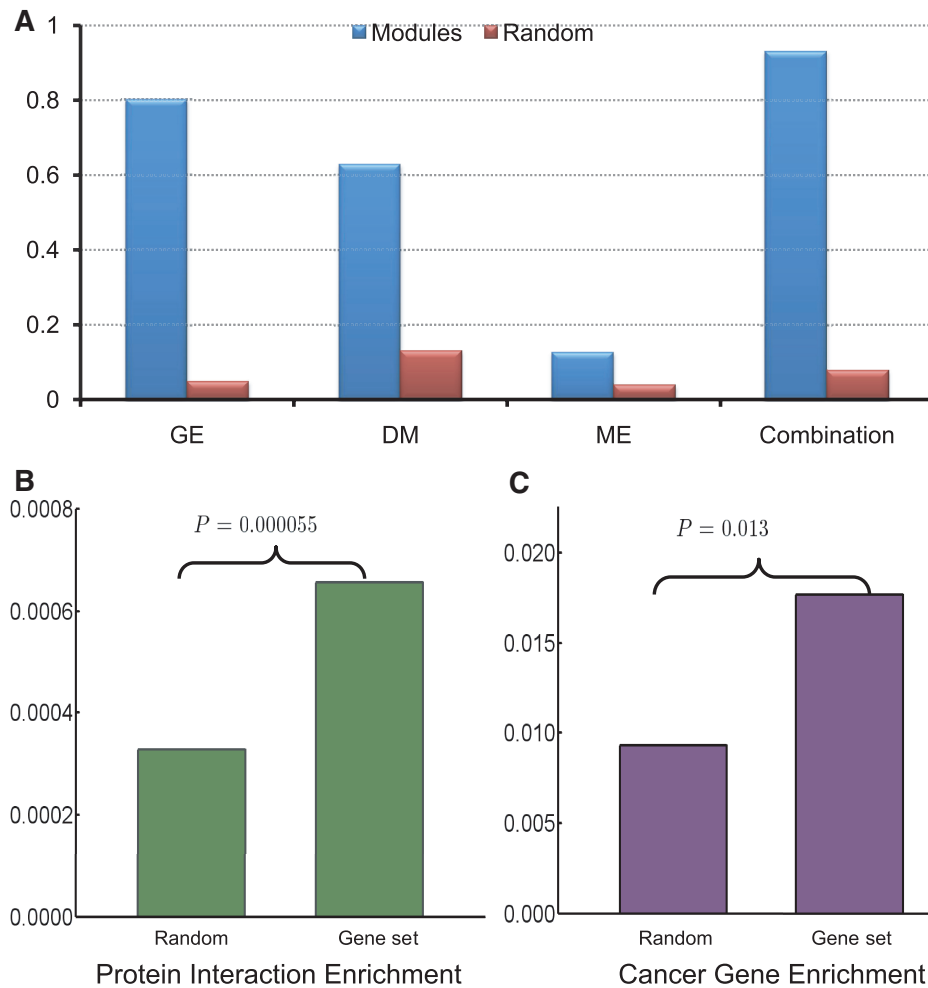 A
Modules Random
1
0.8
0.6
0.4
0.2
0
GE DM ME Combination
B
0.0008
0.0006
0.0004
0.0002
0.0000
P = 0.000055
Random Gene set
Protein Interaction Enrichment
C
0.020
0.015
0.010
0.005
0.000
P = 0.013
Random Gene set
Cancer Gene Enrichment